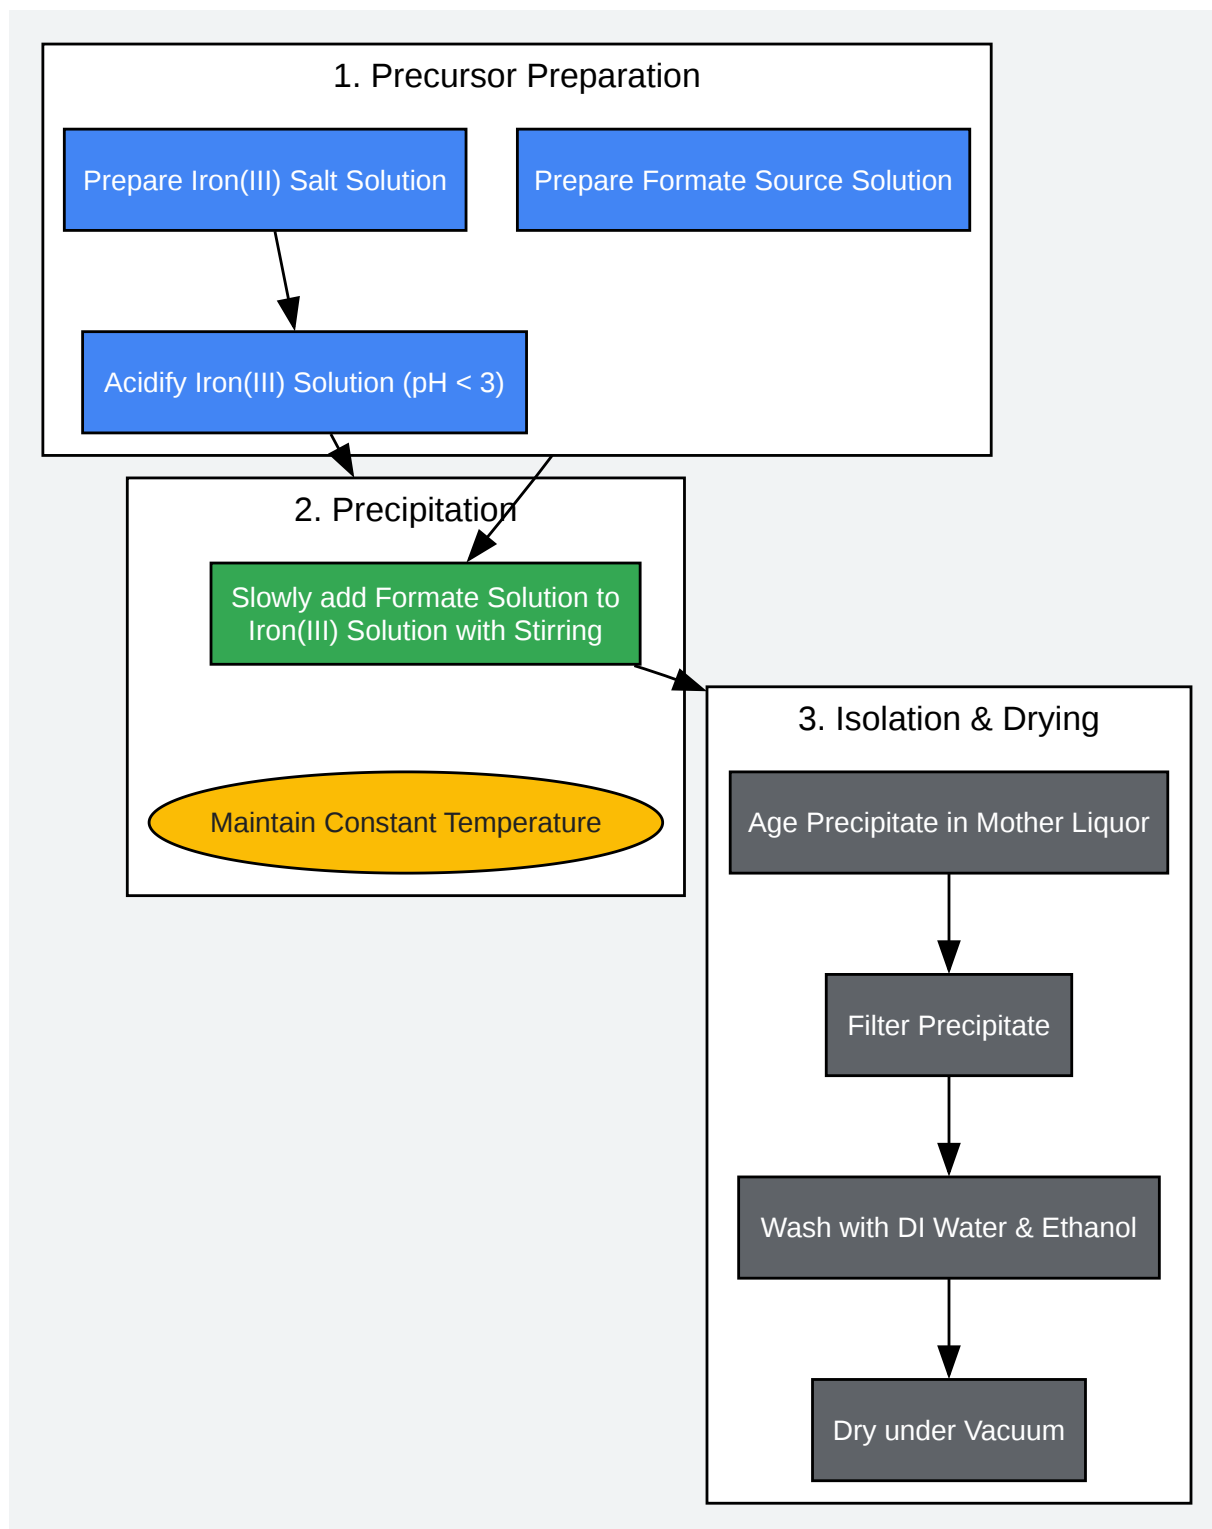 1. Precursor Preparation
Prepare Iron(III) Salt Solution
Prepare Formate Source Solution
Acidify Iron(III) Solution (pH < 3)
2. Precipitation
Slowly add Formate Solution to
Iron(III) Solution with Stirring
Maintain Constant Temperature
3. Isolation & Drying
Age Precipitate in Mother Liquor
Filter Precipitate
Wash with DI Water & Ethanol
Dry under Vacuum